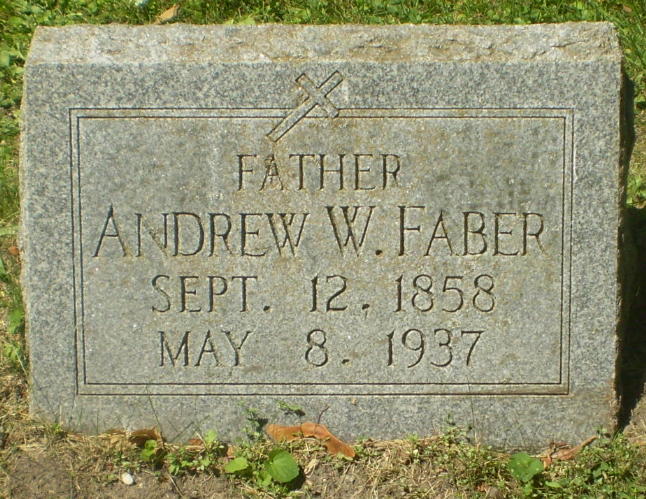 FATHER
ANDREW W. FABER
SEPT. 12, 1858
MAY 8. 1937